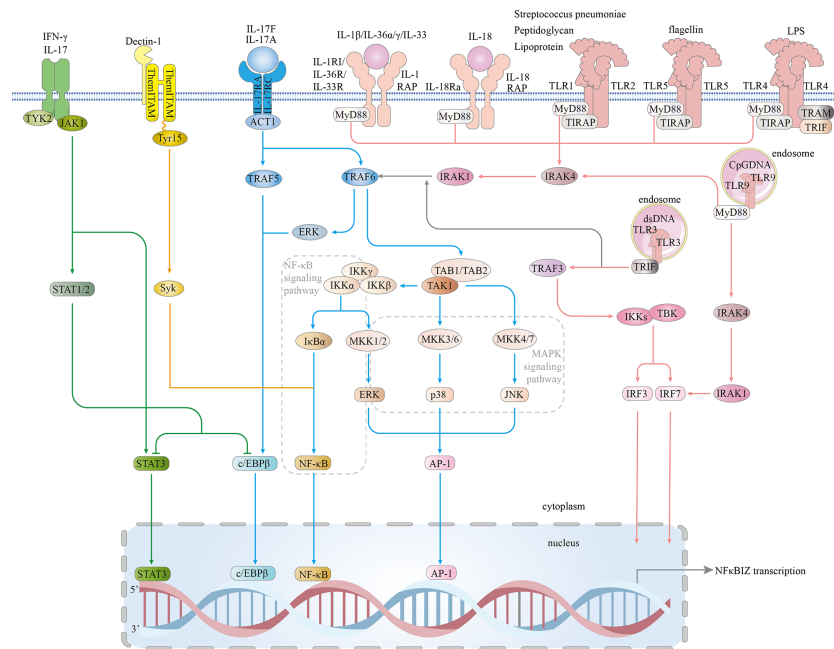 IFN-γ
IL-17
Dectin-1
IL-17F
IL-17A
IL-1β/IL-36α/γ/IL-33
IL-18
Streptococcus pneumoniae
Peptidoglycan
Lipoprotein
flagellin
LPS
ThemITAM
ThemITAM
IL-17RA
IL-17RC
IL-1RI/
IL-36R/
IL-33R
IL-1
RAP
IL-18Ra
IL-18
RAP
TLR1
TLR2
TLR5
TLR5
TLR4
TLR4
TYK2
JAK1
Tyr15
ACT1
MyD88
MyD88
MyD88
TIRAP
MyD88
TIRAP
MyD88
TIRAP
TRAM
TRIF
endosome
CpGDNA
TLR9
TLR9
MyD88
TRAF5
TRAF6
IRAK1
IRAK4
endosome
dsDNA
TLR3
TLR3
TRIF
ERK
NF-κB
signaling
pathway
IKKγ
IKKα
IKKβ
TAB1/TAB2
TAK1
TRAF3
STAT1/2
Syk
IKKs
TBK
IRAK4
IκBα
MKK1/2
MKK3/6
MKK4/7
MAPK
signaling
pathway
ERK
p38
JNK
IRF3
IRF7
IRAK1
STAT3
c/EBPβ
NF-κB
AP-1
cytoplasm
nucleus
STAT3
c/EBPβ
NF-κB
AP-1
NFκBIZ transcription
5’
3’